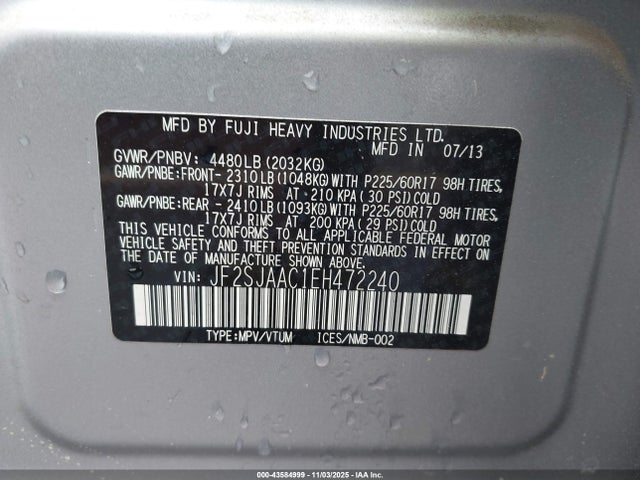 MFD BY FUJI HEAVY INDUSTRIES LTD.
MFD IN 07/13
GVWR/PNBV: 4480LB(2032KG)
GAWR/PNBE:FRONT- 2310LB(1048KG)WITH P225/60R17 98H TIRES,
17X7J RIMS AT 210 KPA( 30 PSI)COLD
GAWR/PNBE:REAR - 2410LB(1093KG)WITH P225/60R17 98H TIRES,
17X7J RIMS AT 200 KPA( 29 PSI)COLD
THIS VEHICLE CONFORMS TO ALL APPLICABLE FEDERAL MOTOR
VEHICLE SAFETY AND THEFT PREVENTION STANDARDS IN EFFECT ON
THE DATE OF MANUFACTURE SHOWN ABOVE.
VIN: JF2SJAAC1EH472240
TYPE:MPV/VTUM ICES/NMB-002
000-43584999 - 11/03/2025 - IAA Inc.